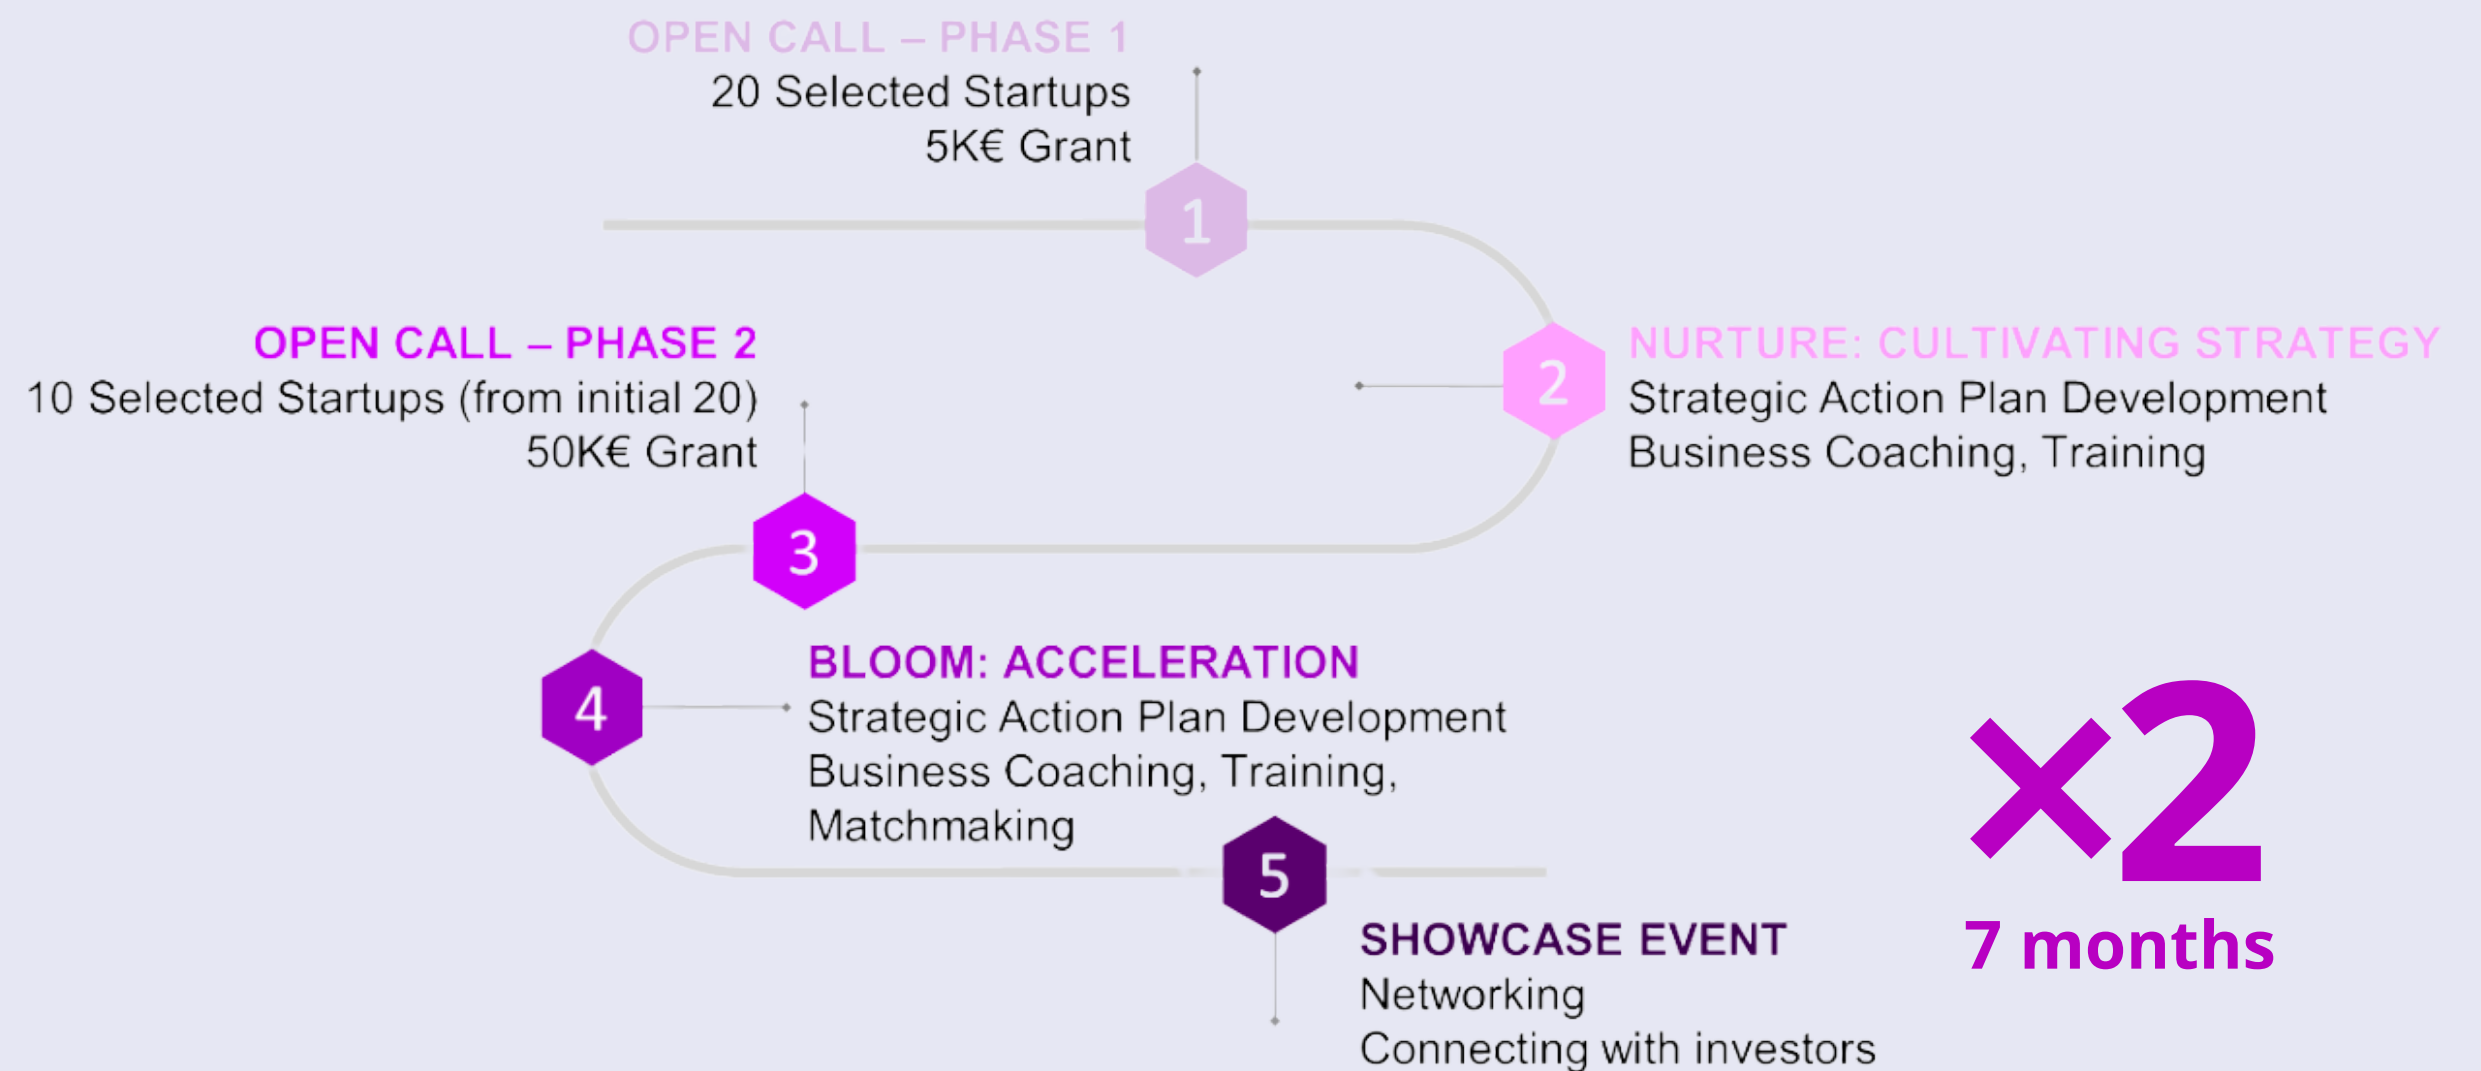 OPEN CALL – PHASE 1
20 Selected Startups
5K€ Grant
1
2
NURTURE: CULTIVATING STRATEGY
Strategic Action Plan Development
Business Coaching, Training
OPEN CALL – PHASE 2
10 Selected Startups (from initial 20)
50K€ Grant
3
4
BLOOM: ACCELERATION
Strategic Action Plan Development
Business Coaching, Training,
Matchmaking
5
SHOWCASE EVENT
Networking
Connecting with investors
×2
7 months